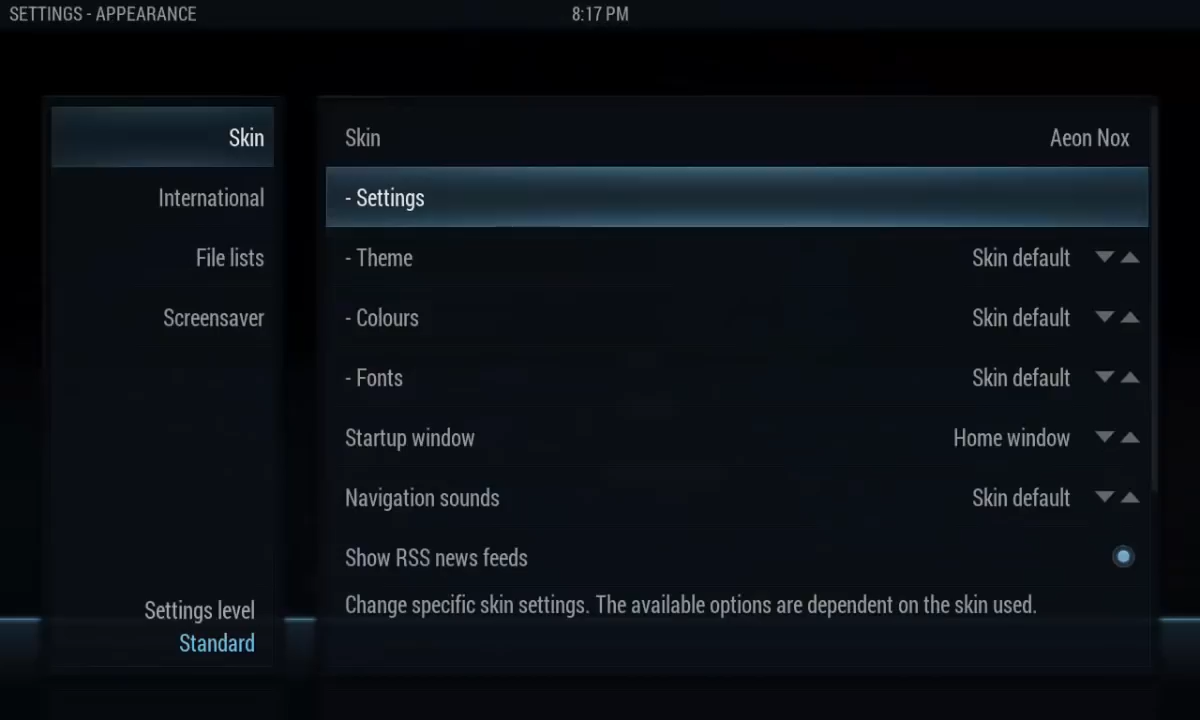 SETTINGS - APPEARANCE
8:17 PM
Skin
International
File lists
Screensaver
Settings level
Standard
Skin Aeon Nox
- Settings
- Theme Skin default
- Colours Skin default
- Fonts Skin default
Startup window Home window
Navigation sounds Skin default
Show RSS news feeds
Change specific skin settings. The available options are dependent on the skin used.